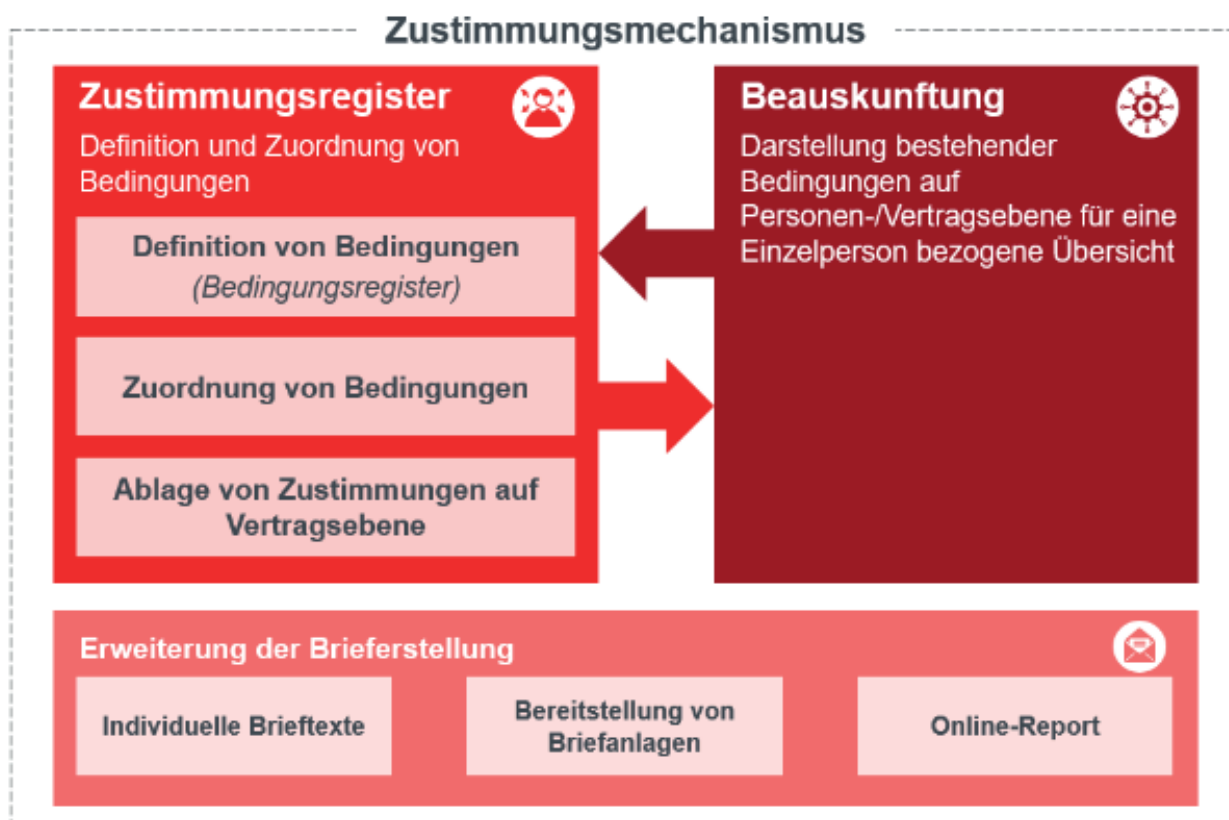 Zustimmungsmechanismus
Zustimmungsregister
Definition und Zuordnung von
Bedingungen
Definition von Bedingungen
(Bedingungsregister)
Zuordnung von Bedingungen
Ablage von Zustimmungen auf
Vertragsebene
Beauskunftung
Darstellung bestehender
Bedingungen auf
Personen-/Vertragsebene für eine
Einzelperson bezogene Übersicht
Erweiterung der Brieferstellung
Individuelle Brieftexte
Bereitstellung von
Briefanlagen
Online-Report